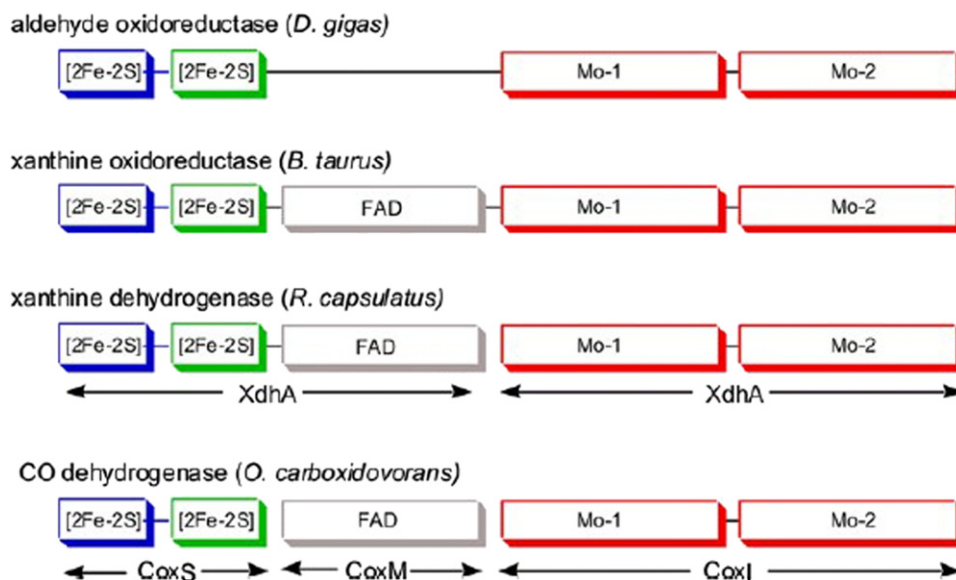 aldehyde oxidoreductase (D. gigas)
[2Fe-2S] [2Fe-2S] Mo-1 Mo-2
xanthine oxidoreductase (B. taurus)
[2Fe-2S] [2Fe-2S] FAD Mo-1 Mo-2
xanthine dehydrogenase (R. capsulatus)
[2Fe-2S] [2Fe-2S] FAD Mo-1 Mo-2
XdhA XdhA
CO dehydrogenase (O. carboxidovorans)
[2Fe-2S] [2Fe-2S] FAD Mo-1 Mo-2
CoxS CoxM